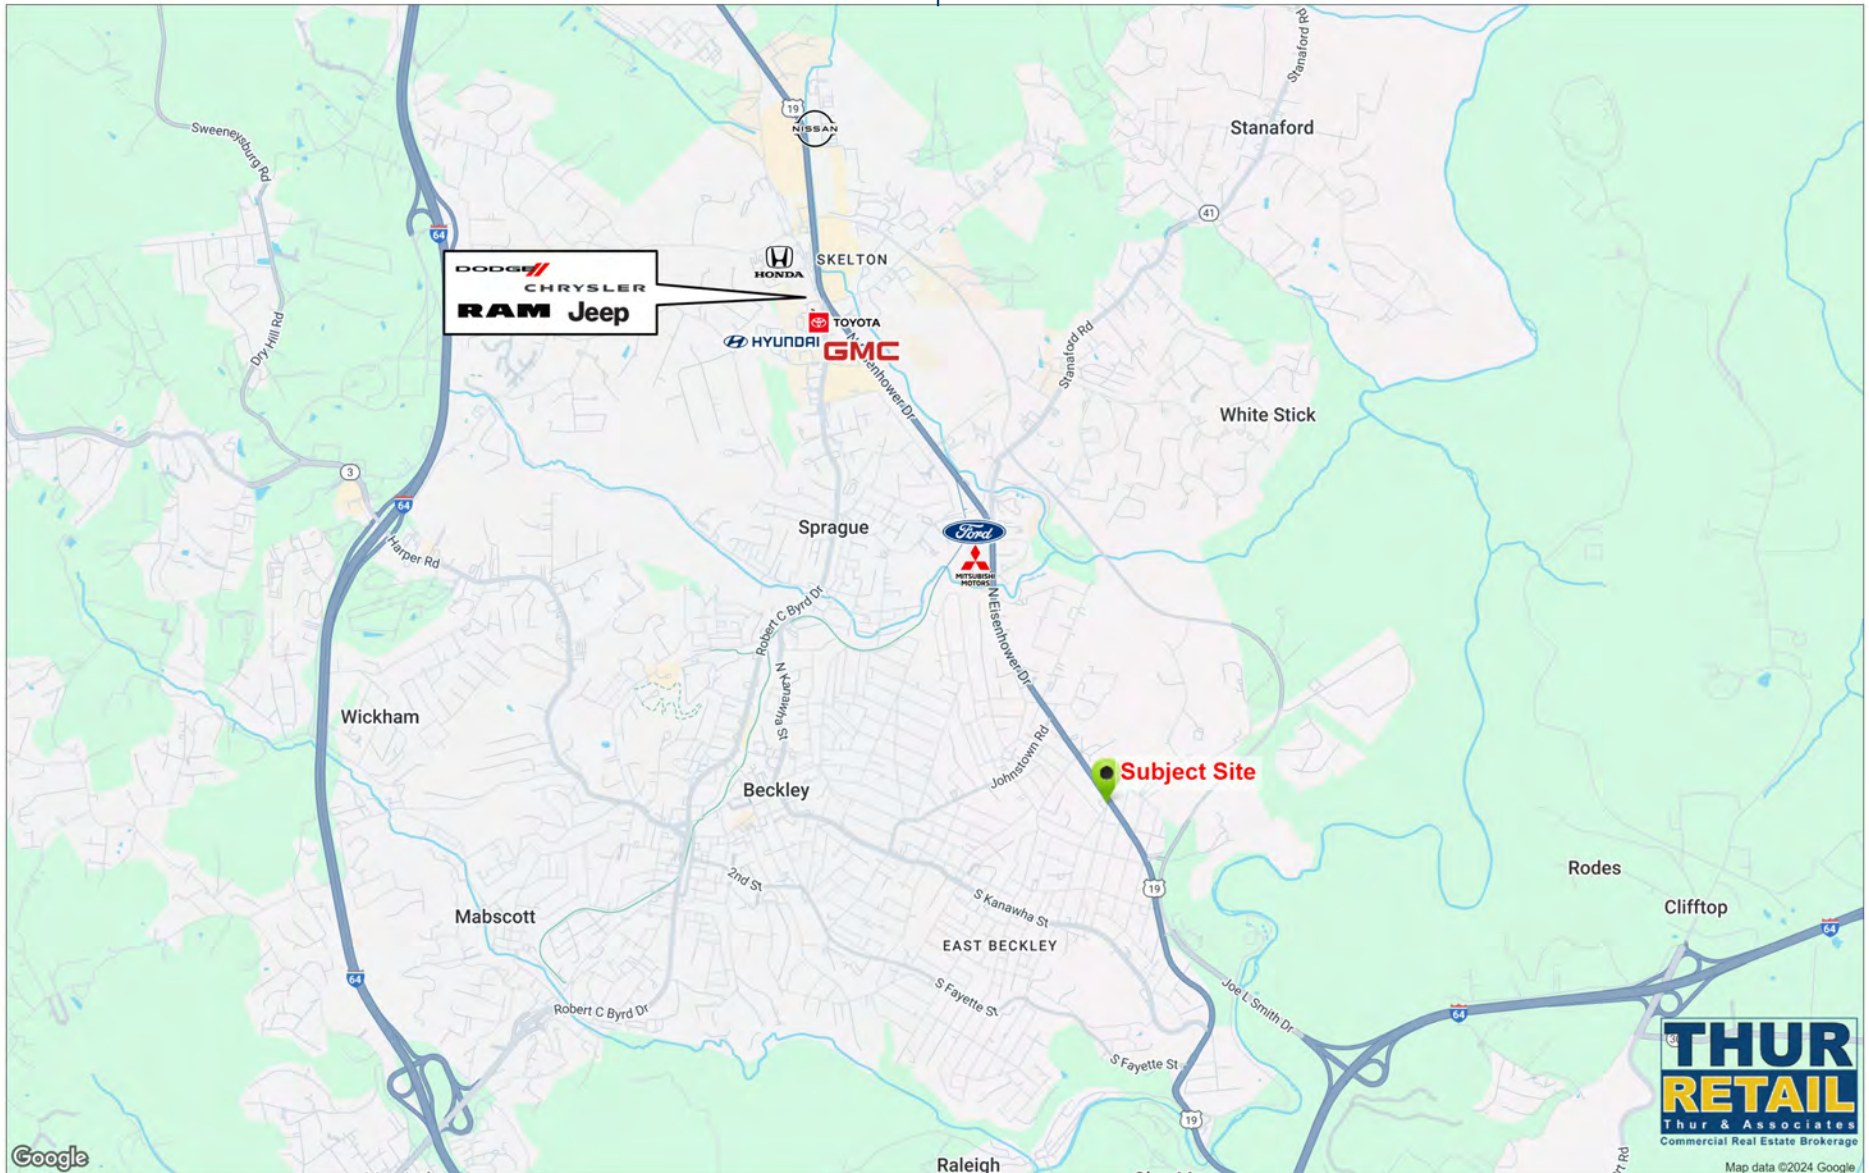 Stanaford Rd
19
NISSAN
Stanaford
Sweeneysburg Rd
41
64
HONDA
SKELTON
DODGE
CHRYSLER
RAM Jeep
TOYOTA
HYUNDAI
GMC
Dry Hill Rd
Stanaford Rd
White Stick
3
64
Sprague
Ford
MITSUBISHI
MOTORS
Harper Rd
N Eisenhower Dr
Robert C Byrd Dr
N Kanawha St
Wickham
Johnstown Rd
Subject Site
Beckley
2nd St
19
Rodes
Mabscott
S Kanawha St
Clifftop
EAST BECKLEY
64
64
S Fayette St
Joe L Smith Dr
Robert C Byrd Dr
64
S Fayette St
19
THUR
RETAIL
Thur & Associates
Commercial Real Estate Brokerage
Google
Raleigh
Map data ©2024 Google